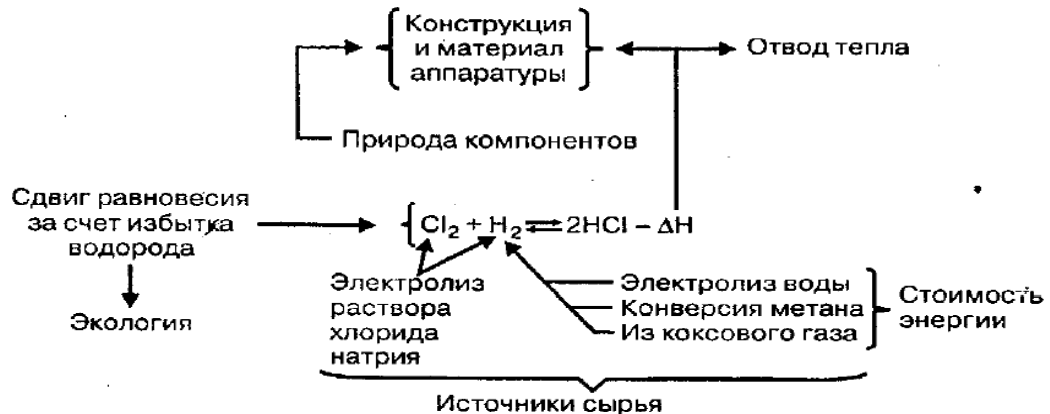 Конструкция
и материал
аппаратуры
Отвод тепла
Природа компонентов
Сдвиг равновесия
за счет избытка
водорода
Cl₂ + H₂ ⇌ 2HCl – ΔH
Экология
Электролиз
раствора
хлорида
натрия
Электролиз воды
Конверсия метана
Из коксового газа
Стоимость
энергии
Источники сырья